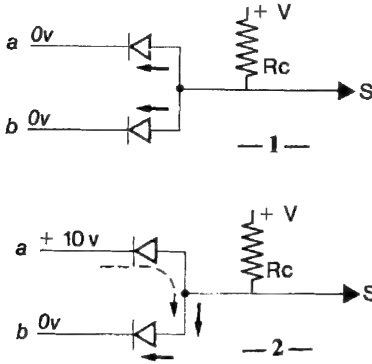 + V
a 0v
Rc
S
b 0v
— 1 —
+ V
a + 10 v
Rc
S
b 0v
— 2 —